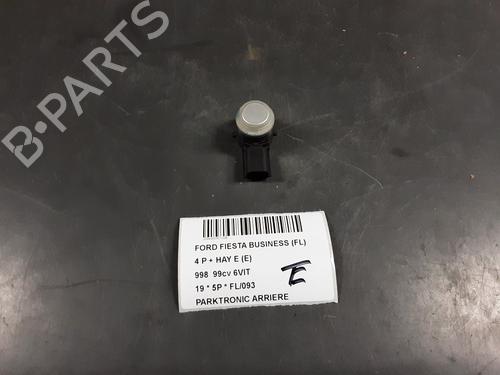 B-PARTS
FORD FIESTA BUSINESS (FL)
4 P + HAY E (E)
998 99cv 6VIT
19 * 5P * FL/093
PARKTRONIC ARRIERE
E